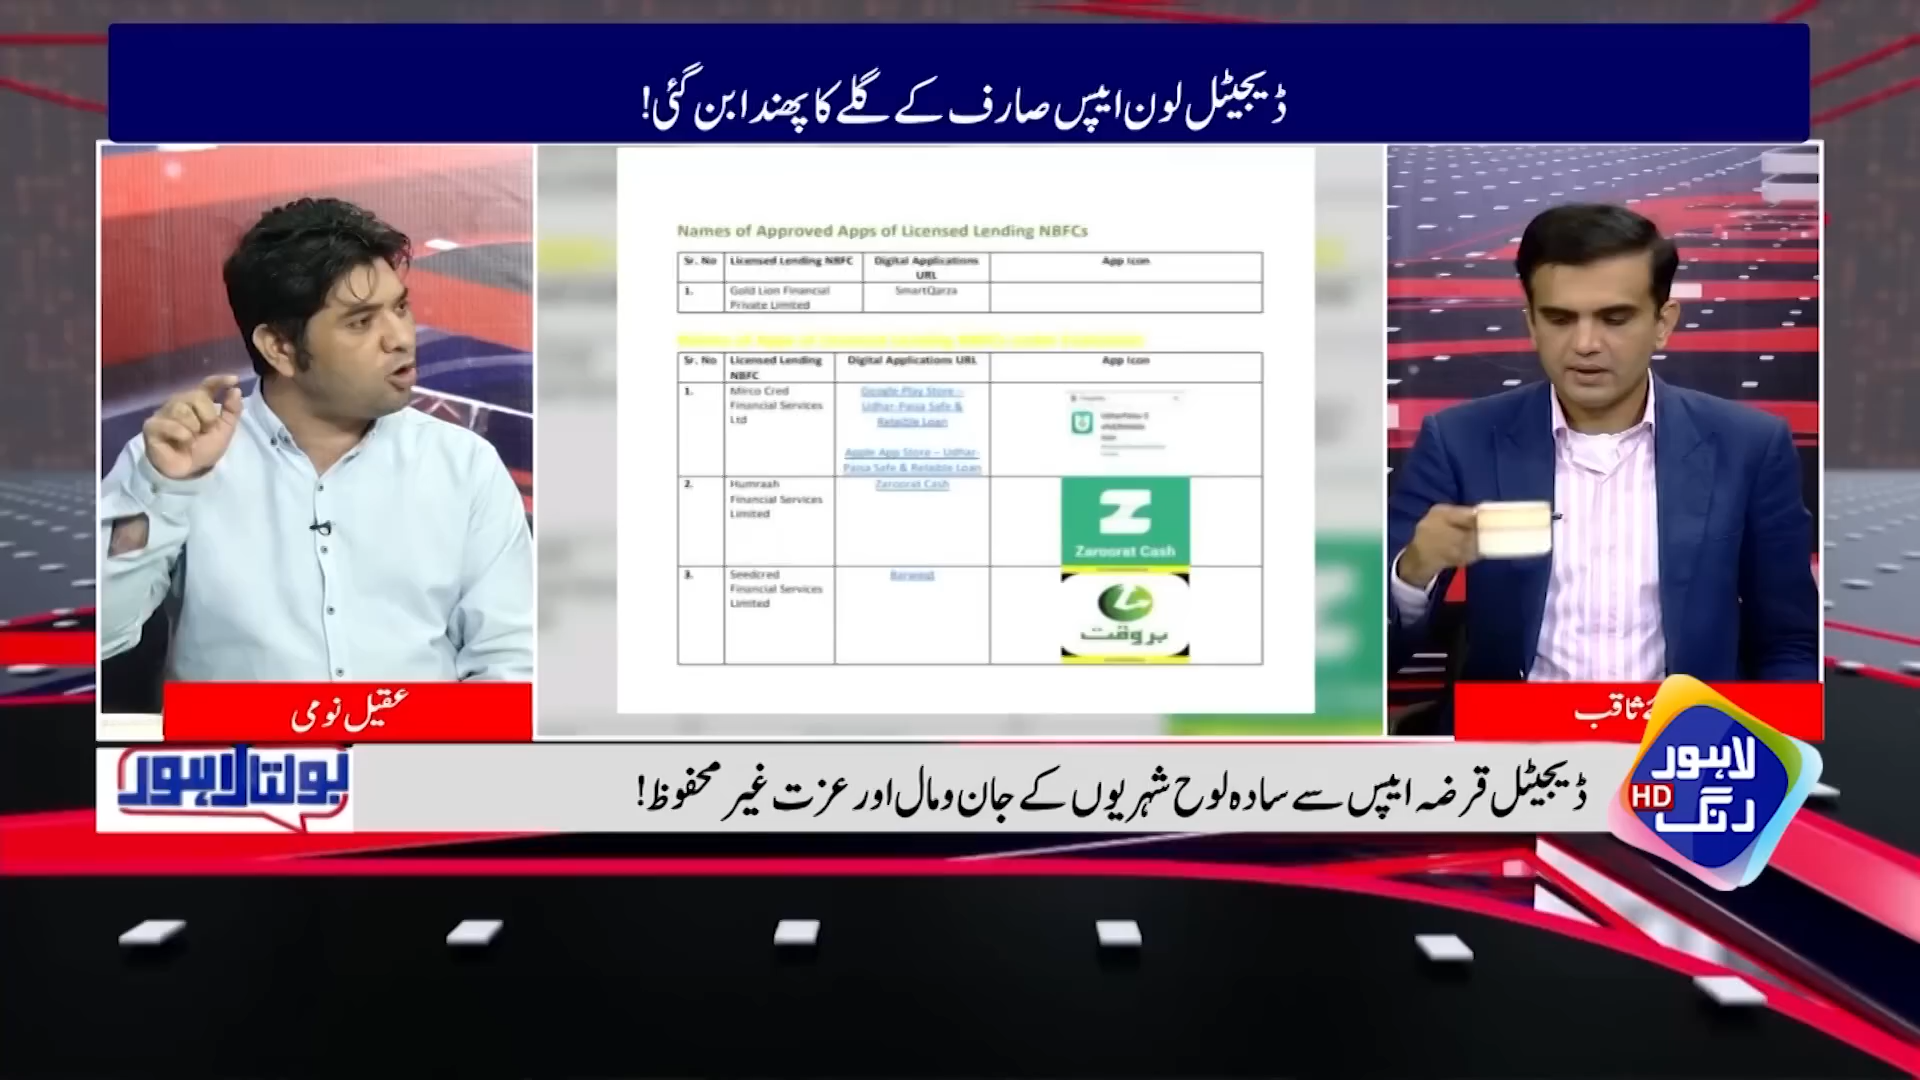 ڈیجیٹل لون ایپس صارف کے گلے کا پھندا بن گئی!
Names of Approved Apps of Licensed Lending NBFCs
Sr. No Licensed Lending NBFC Digital Applications URL App Icon
1. Gold Lion Financial Private Limited SmartQarza
Sr. No Licensed Lending NBFC Digital Applications URL App Icon
1. Mirco Cred Financial Services Ltd Google Play Store – Udhar-Paisa Safe & Relaible Loan
Apple App Store – Udhar-Paisa Safe & Relaible Loan
2. Humraah Financial Services Limited Zaroorat Cash
Zaroorat Cash
3. Seedcred Financial Services Limited Barwaqt
بروقت
عقیل نومی
ثاقب
بولتا لاہور
ڈیجیٹل قرضہ ایپس سے سادہ لوح شہریوں کے جان و مال اور عزت غیر محفوظ!
لاہور
رنگ
HD